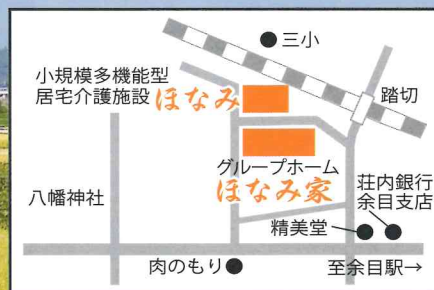 三小
小規模多機能型
居宅介護施設
ほなみ
踏切
グループホーム
ほなみ家
荘内銀行
余目支店
八幡神社
精美堂
肉のもり
至余目駅→